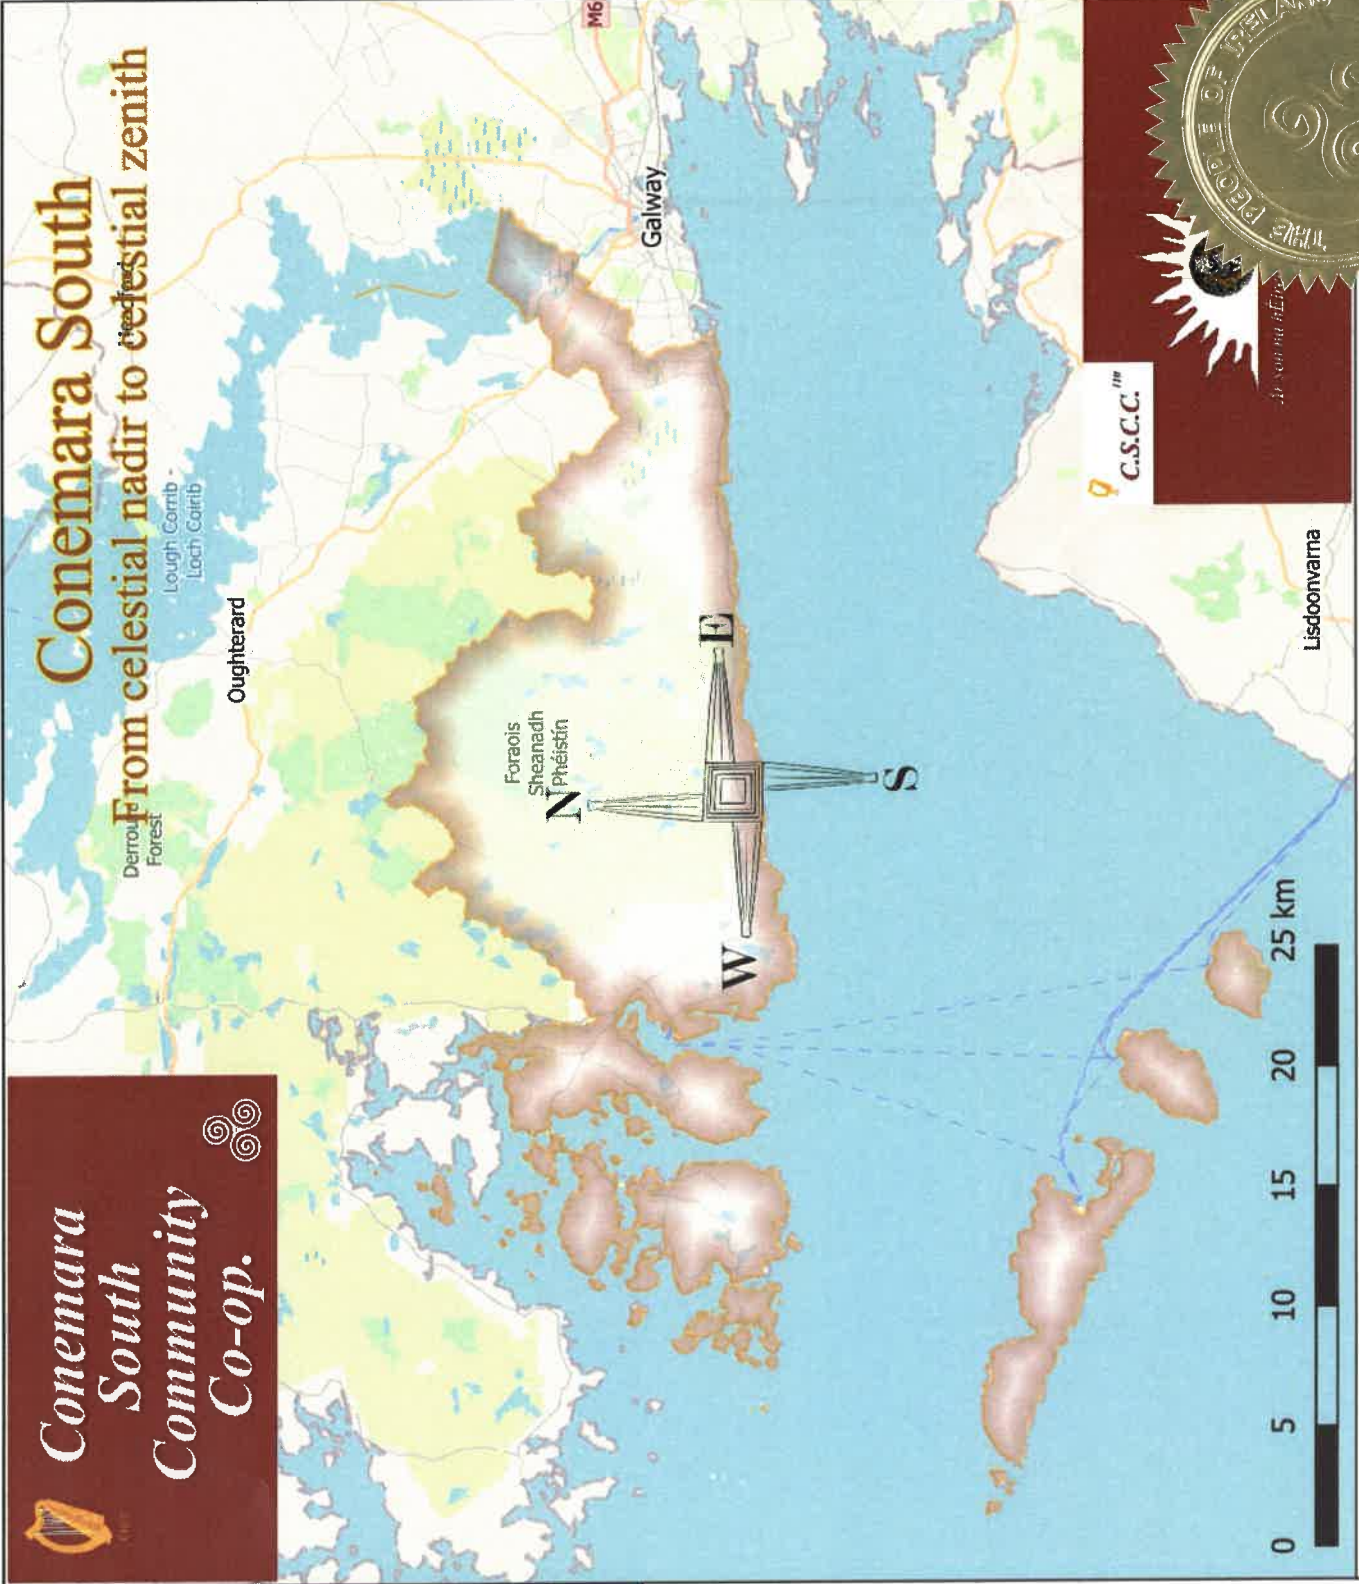 Conemara
South
Community
Co-op.
Conemara South
From celestial nadir to celestial zenith
Lough Corrib -
Loch Coirib
Oughterard
Forest
M6
Galway
Foraois
Sheanadh
Phéistín
N
W
E
S
C.S.C.C.™
THE PEOPLE OF IRELAND
Lisdoonvarna
0 5 10 15 20 25 km